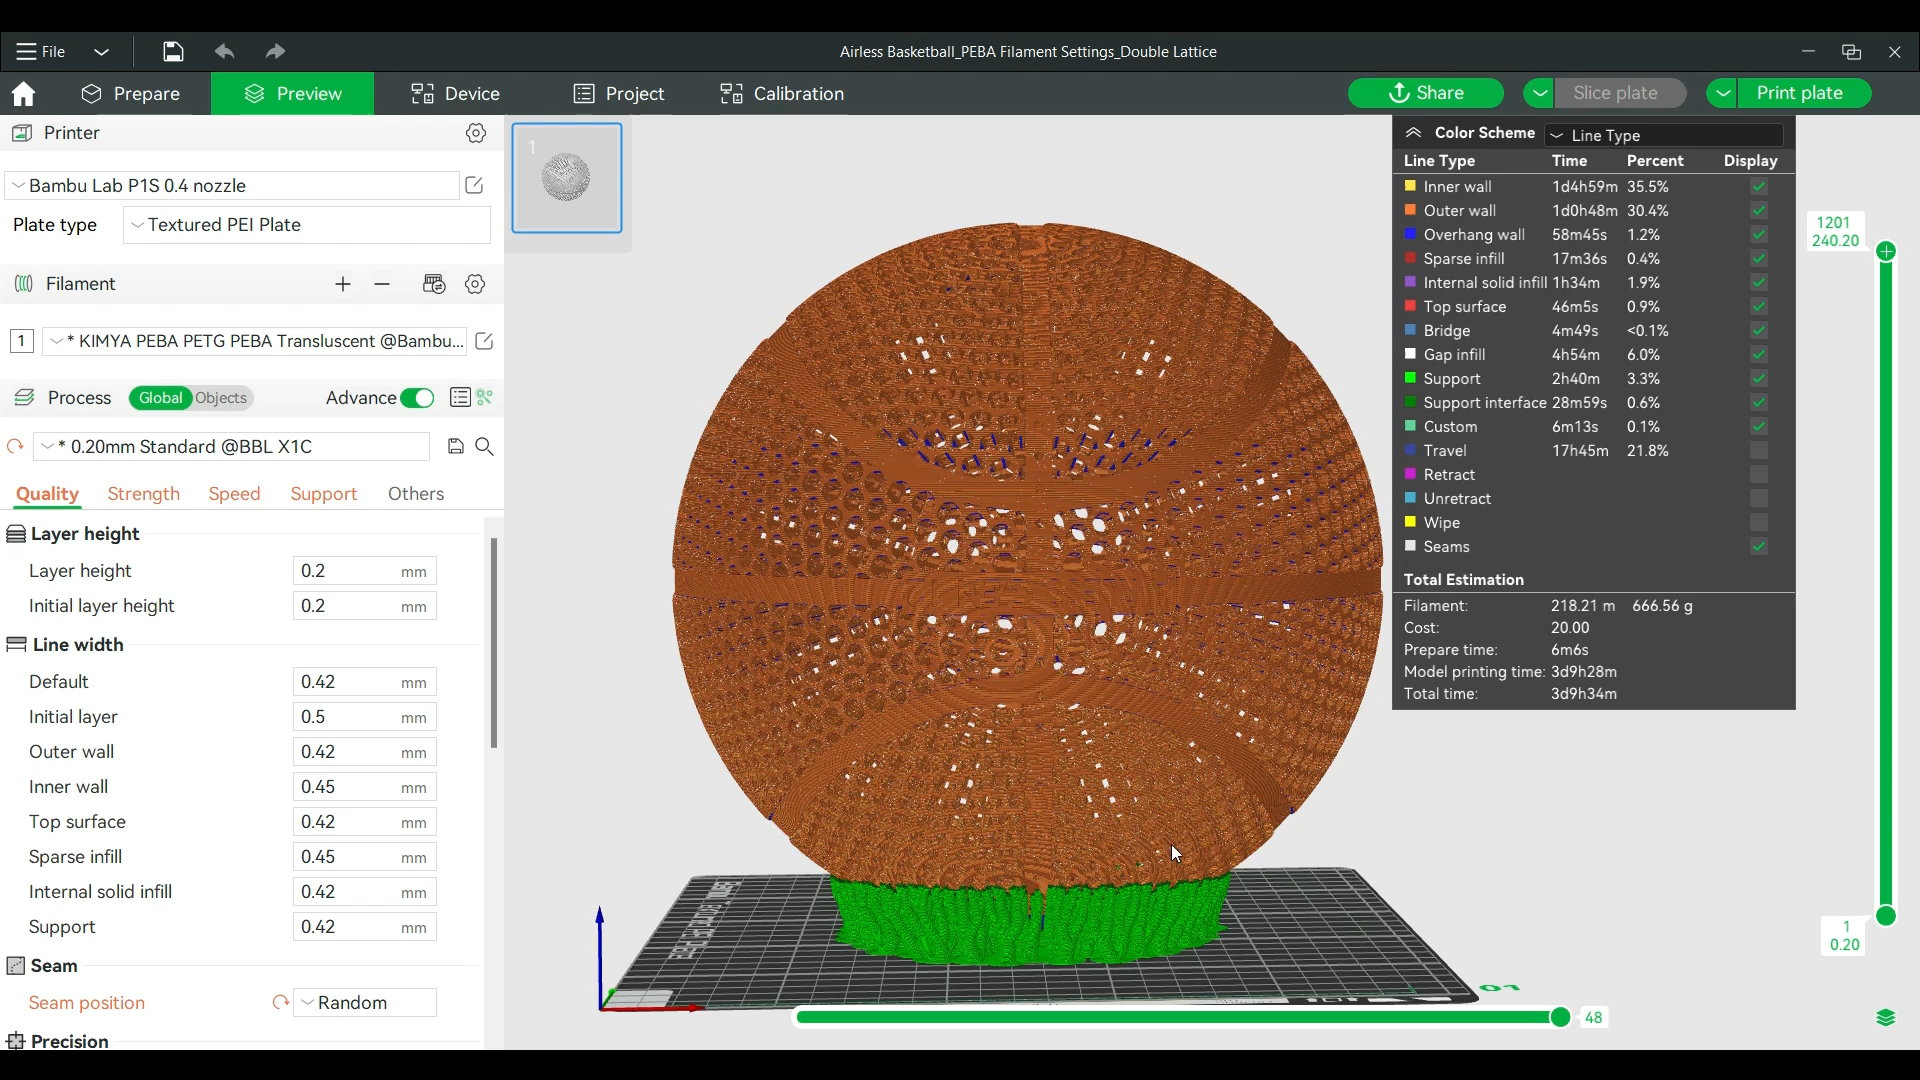 File
Airless Basketball_PEBA Filament Settings_Double Lattice
Prepare
Preview
Device
Project
Calibration
Share
Slice plate
Print plate
Printer
Bambu Lab P1S 0.4 nozzle
Plate type
Textured PEI Plate
Filament
1
* KIMYA PEBA PETG PEBA Transluscent @Bambu...
Process
Global
Objects
Advance
* 0.20mm Standard @BBL X1C
Quality
Strength
Speed
Support
Others
Layer height
Layer height 0.2 mm
Initial layer height 0.2 mm
Line width
Default 0.42 mm
Initial layer 0.5 mm
Outer wall 0.42 mm
Inner wall 0.45 mm
Top surface 0.42 mm
Sparse infill 0.45 mm
Internal solid infill 0.42 mm
Support 0.42 mm
Seam
Seam position Random
Precision
1
Color Scheme Line Type
Line Type Time Percent Display
Inner wall 1d4h59m 35.5%
Outer wall 1d0h48m 30.4%
Overhang wall 58m45s 1.2%
Sparse infill 17m36s 0.4%
Internal solid infill 1h34m 1.9%
Top surface 46m5s 0.9%
Bridge 4m49s <0.1%
Gap infill 4h54m 6.0%
Support 2h40m 3.3%
Support interface 28m59s 0.6%
Custom 6m13s 0.1%
Travel 17h45m 21.8%
Retract
Unretract
Wipe
Seams
Total Estimation
Filament: 218.21 m 666.56 g
Cost: 20.00
Prepare time: 6m6s
Model printing time: 3d9h28m
Total time: 3d9h34m
1201
240.20
1
0.20
01
48